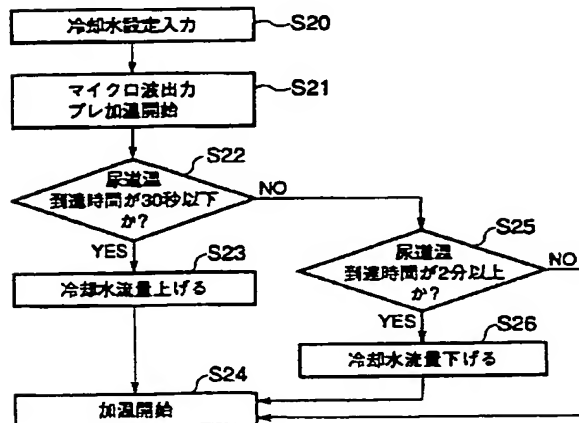 冷却水設定入力
S20
マイクロ波出力
プレ加温開始
S21
S22
尿道温
到達時間が30秒以下
か?
NO
YES
S23
冷却水流量上げる
S25
尿道温
到達時間が2分以上
か?
NO
YES
S26
冷却水流量下げる
S24
加温開始